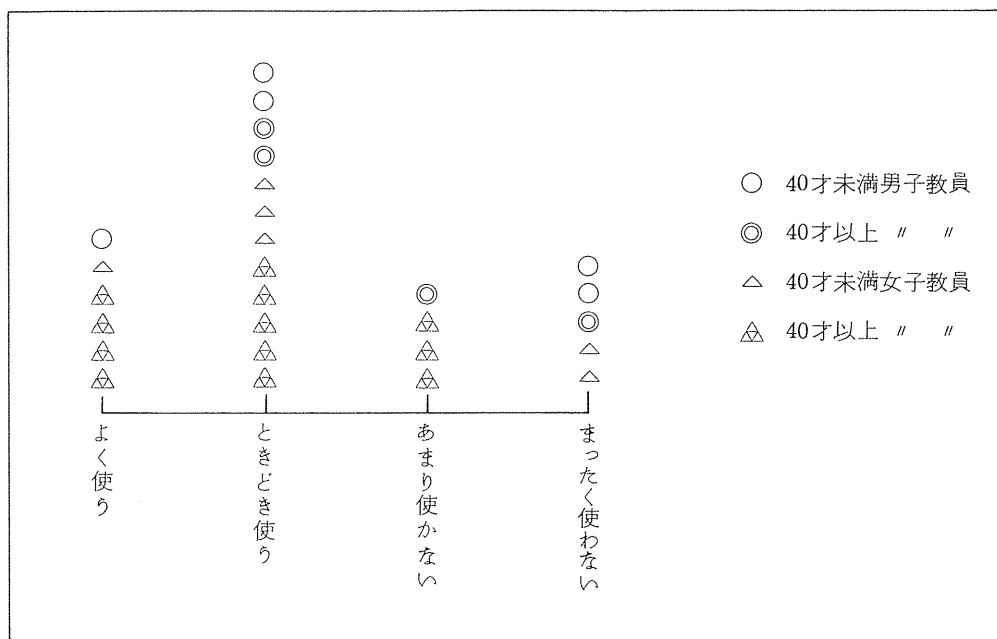 ○ 40才未満男子教員
◎ 40才以上 〃 〃
△ 40才未満女子教員
40才以上 〃 〃
よく使う
ときどき使う
あまり使かない
まったく使わない